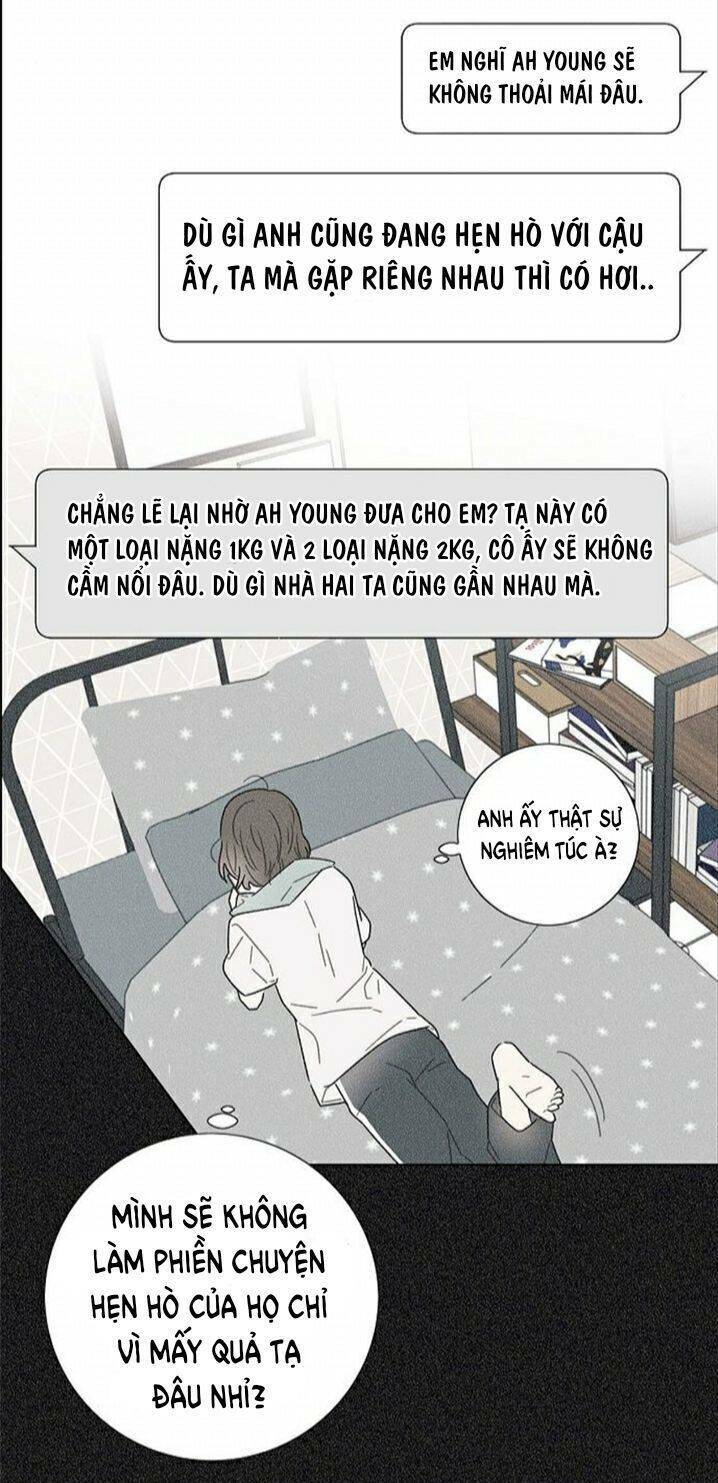 EM NGHĨ AH YOUNG SẼ
KHÔNG THOẢI MÁI ĐÂU.
DÙ GÌ ANH CŨNG ĐANG HẸN HÒ VỚI CẬU
ẤY, TA MÀ GẶP RIÊNG NHAU THÌ CÓ HƠI..
CHẲNG LẼ LẠI NHỜ AH YOUNG ĐƯA CHO EM? TẠ NÀY CÓ
MỘT LOẠI NẶNG 1KG VÀ 2 LOẠI NẶNG 2KG, CÔ ẤY SẼ KHÔNG
CẦM NỔI ĐÂU. DÙ GÌ NHÀ HAI TA CŨNG GẦN NHAU MÀ.
ANH ẤY THẬT SỰ
NGHIÊM TÚC À?
MÌNH SẼ KHÔNG
LÀM PHIỀN CHUYỆN
HẸN HÒ CỦA HỌ CHỈ
VÌ MẤY QUẢ TẠ
ĐÂU NHỈ?